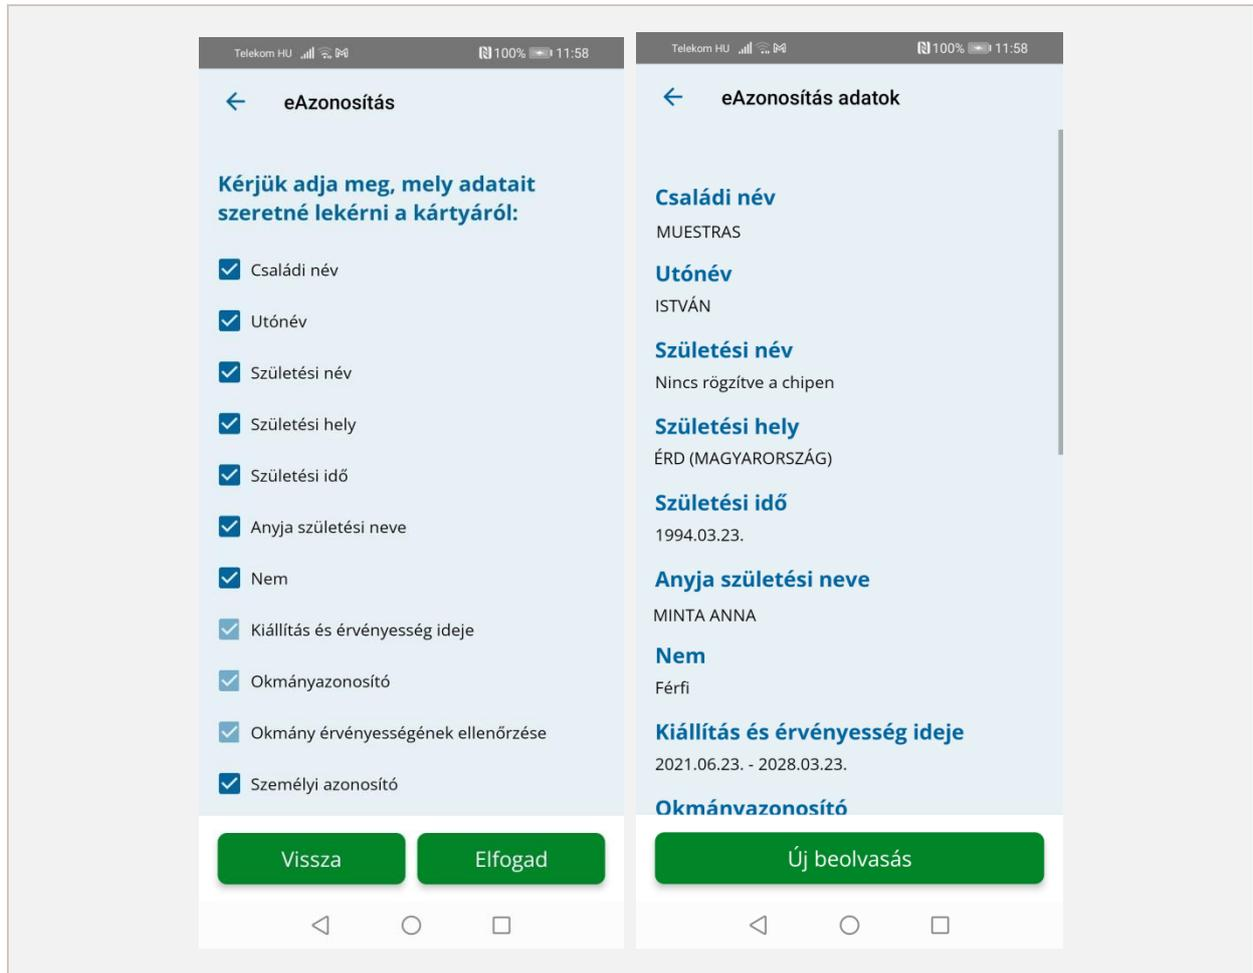 Telekom HU
100% 11:58
eAzonosítás
Kérjük adja meg, mely adatait
szeretné lekérni a kártyáról:
Családi név
Utónév
Születési név
Születési hely
Születési idő
Anyja születési neve
Nem
Kiállítás és érvényesség ideje
Okmányazonosító
Okmány érvényességének ellenőrzése
Személyi azonosító
Vissza
Elfogad
Telekom HU
100% 11:58
eAzonosítás adatok
Családi név
MUESTRAS
Utónév
ISTVÁN
Születési név
Nincs rögzítve a chipen
Születési hely
ÉRD (MAGYARORSZÁG)
Születési idő
1994.03.23.
Anyja születési neve
MINTA ANNA
Nem
Férfi
Kiállítás és érvényesség ideje
2021.06.23. - 2028.03.23.
Okmányazonosító
Új beolvasás